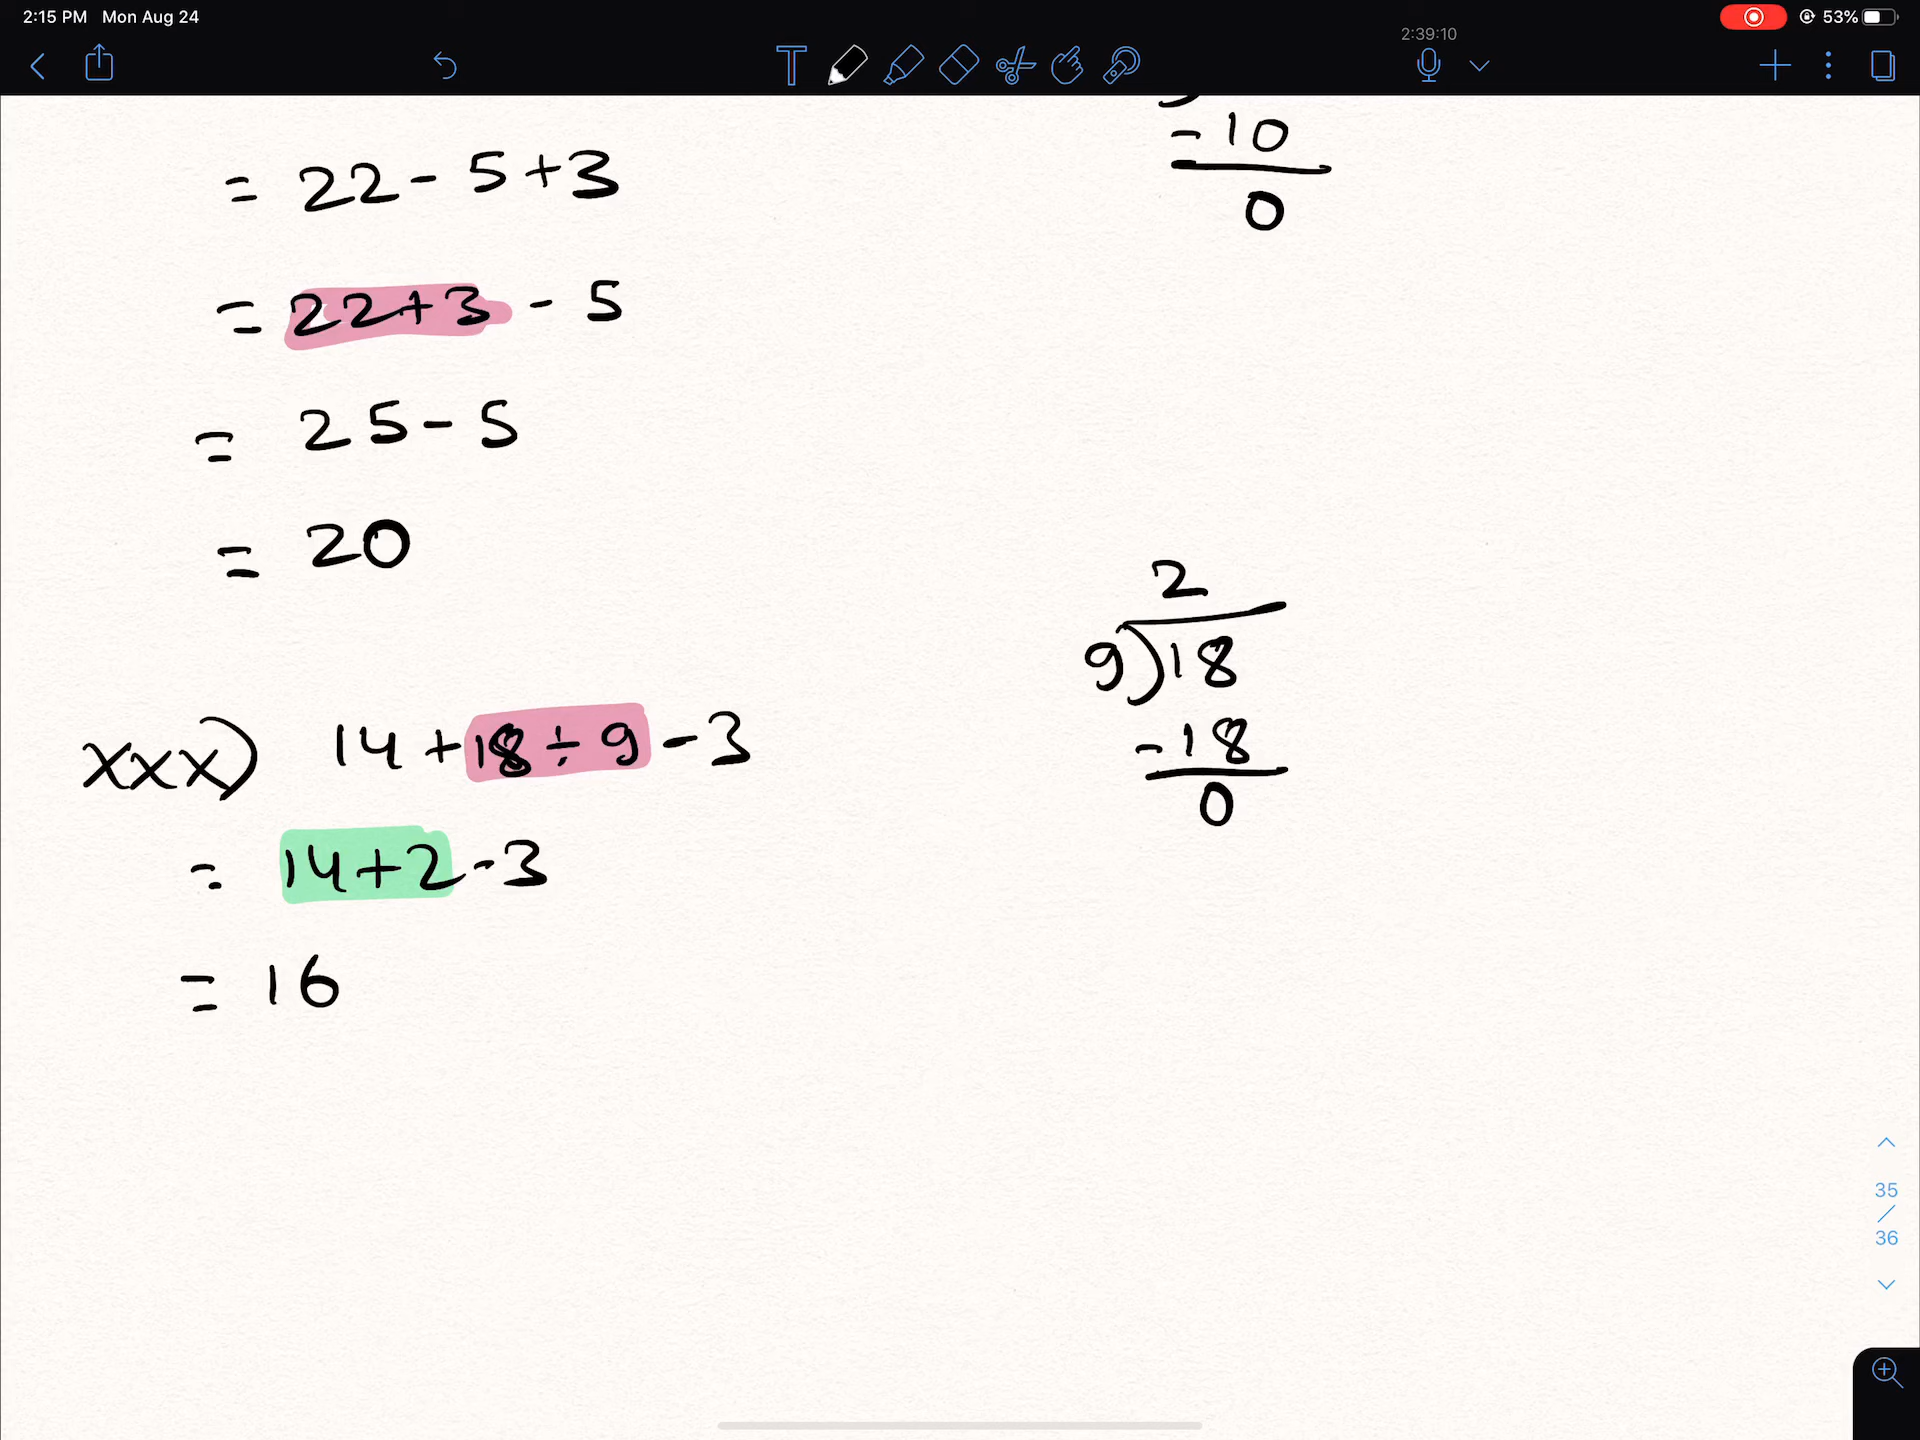 2:15 PM Mon Aug 24
53%
2:39:10
T
= 22 - 5 + 3
= 22 + 3 - 5
= 25 - 5
= 20
- 10
0
xxx) 14 + 18 ÷ 9 - 3
= 14 + 2 - 3
= 16
2
9)18
- 18
0
35
/
36